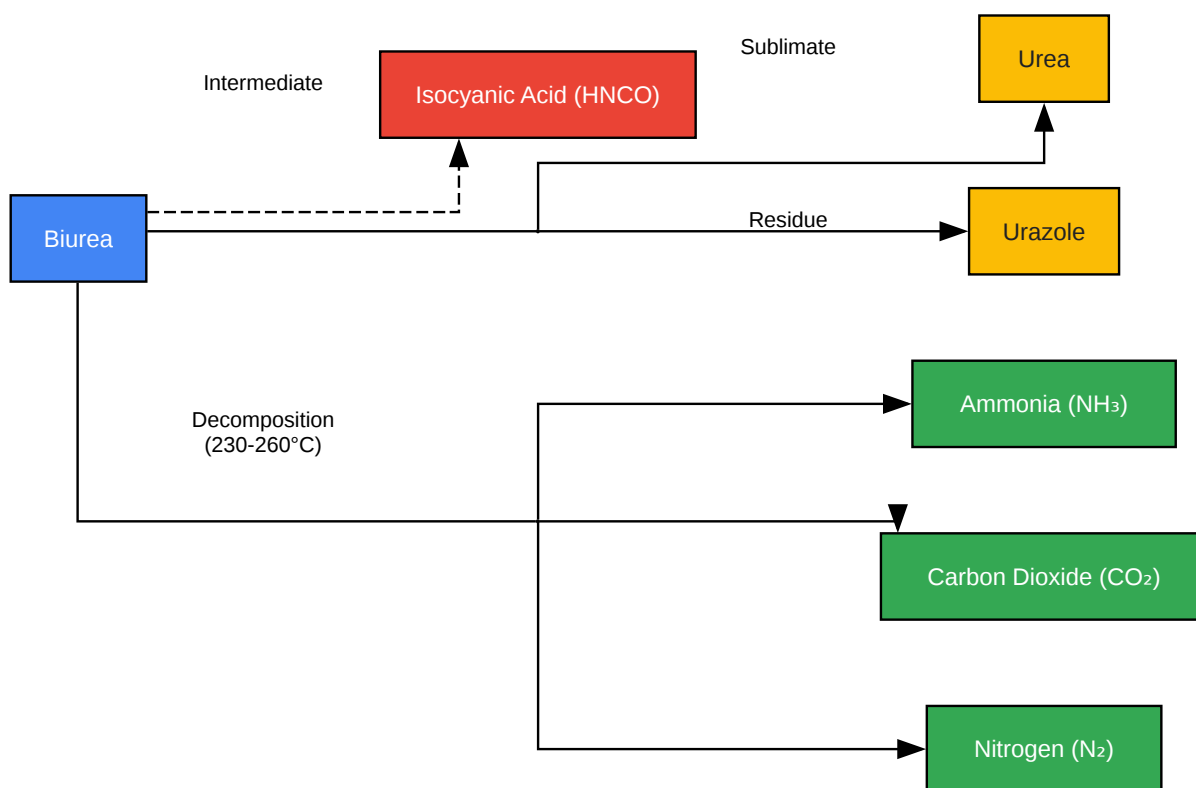 Sublimate
Urea
Intermediate
Isocyanic Acid (HNCO)
Biurea
Residue
Urazole
Decomposition
(230-260°C)
Ammonia (NH₃)
Carbon Dioxide (CO₂)
Nitrogen (N₂)